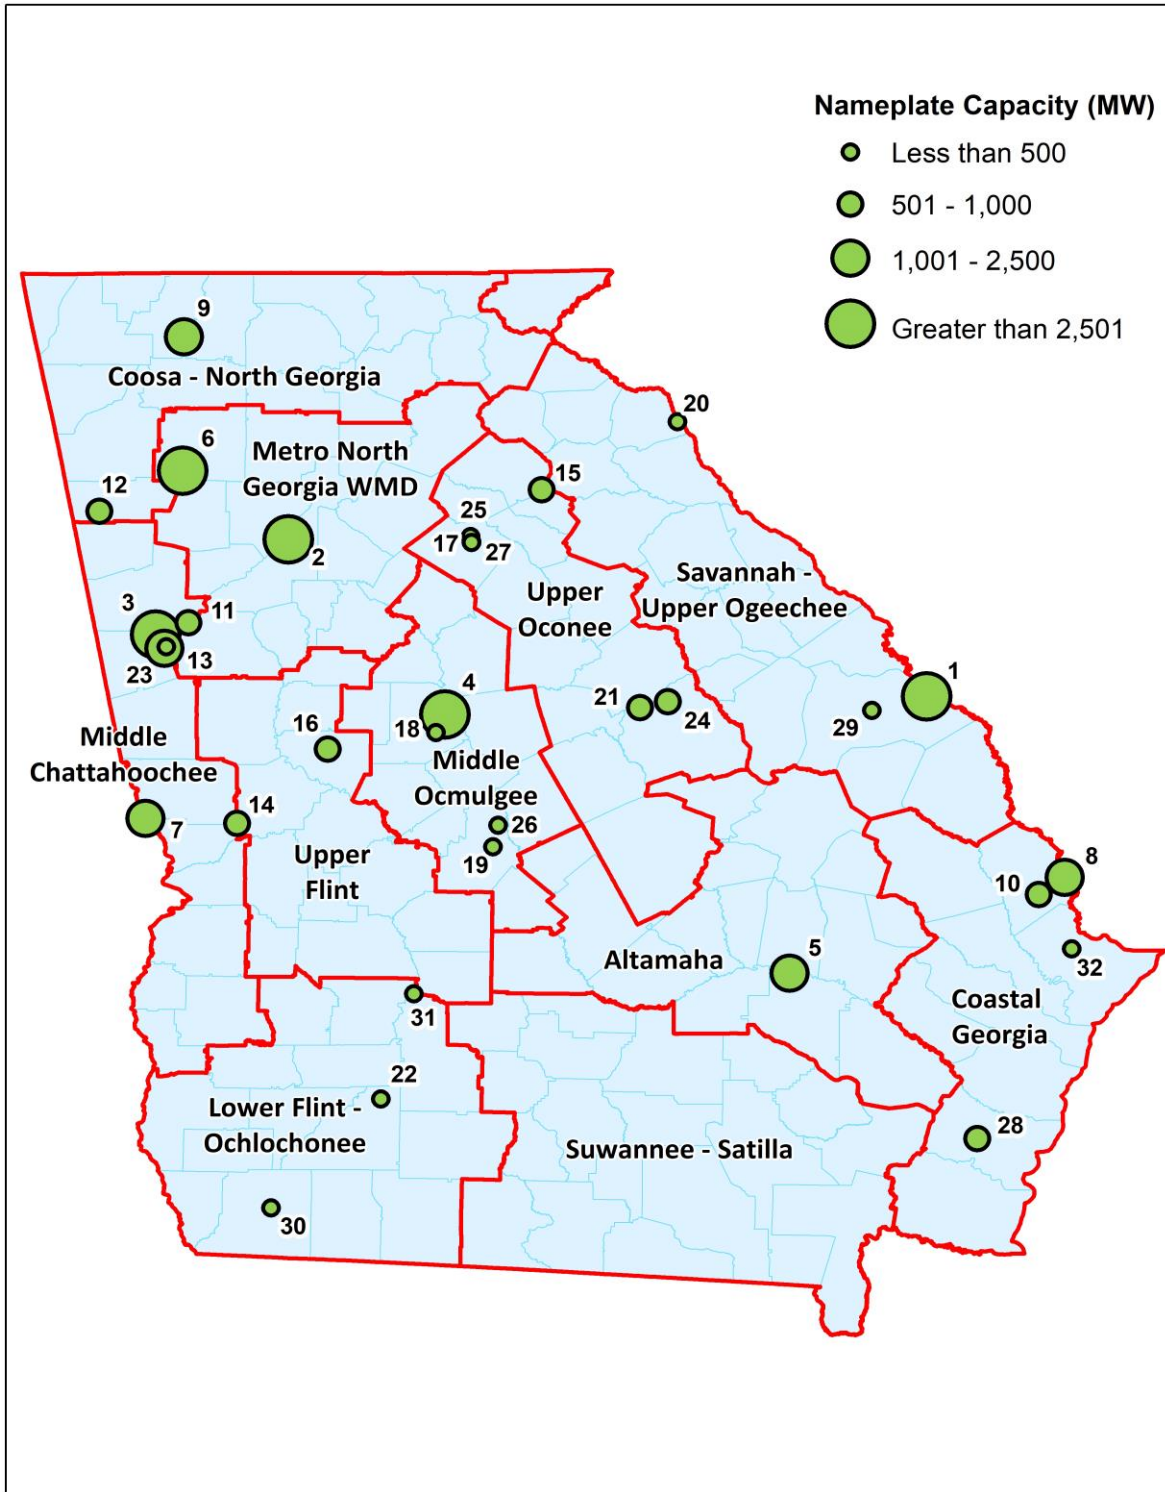 Nameplate Capacity (MW)
Less than 500
501 - 1,000
1,001 - 2,500
Greater than 2,501
9
Coosa - North Georgia
20
6
Metro North
Georgia WMD
15
12
25
17
27
2
Savannah -
Upper Ogeechee
Upper
Oconee
3
11
13
23
1
4
21
24
29
16
18
Middle
Chattahoochee
Middle
Ocmulgee
7
14
26
19
Upper
Flint
8
10
32
Altamaha
5
Coastal
Georgia
31
22
Lower Flint -
Ochlochonee
Suwannee - Satilla
28
30